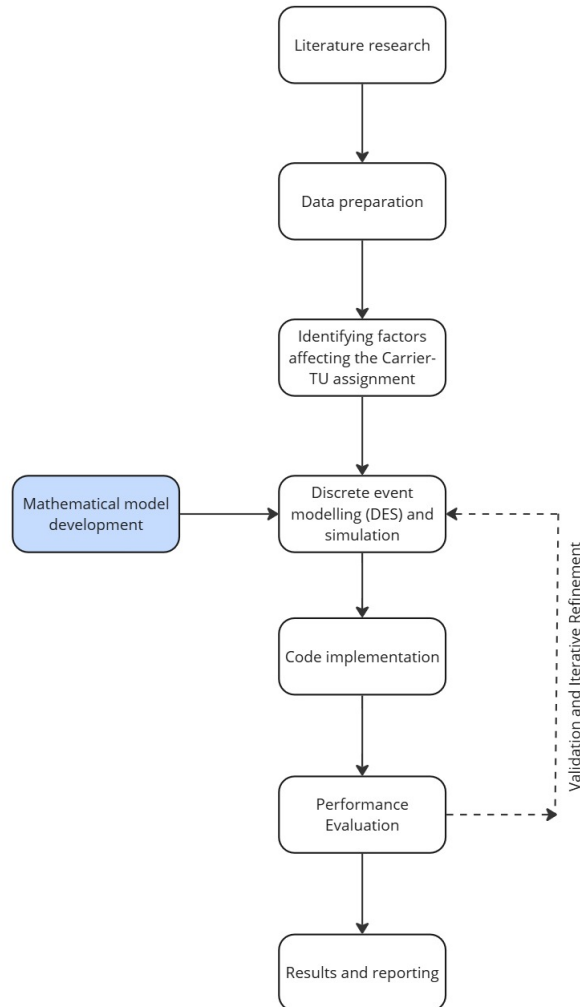 Literature research
Data preparation
Identifying factors
affecting the Carrier-
TU assignment
Mathematical model
development
Discrete event
modelling (DES) and
simulation
Validation and Iterative Refinement
Code implementation
Performance
Evaluation
Results and reporting